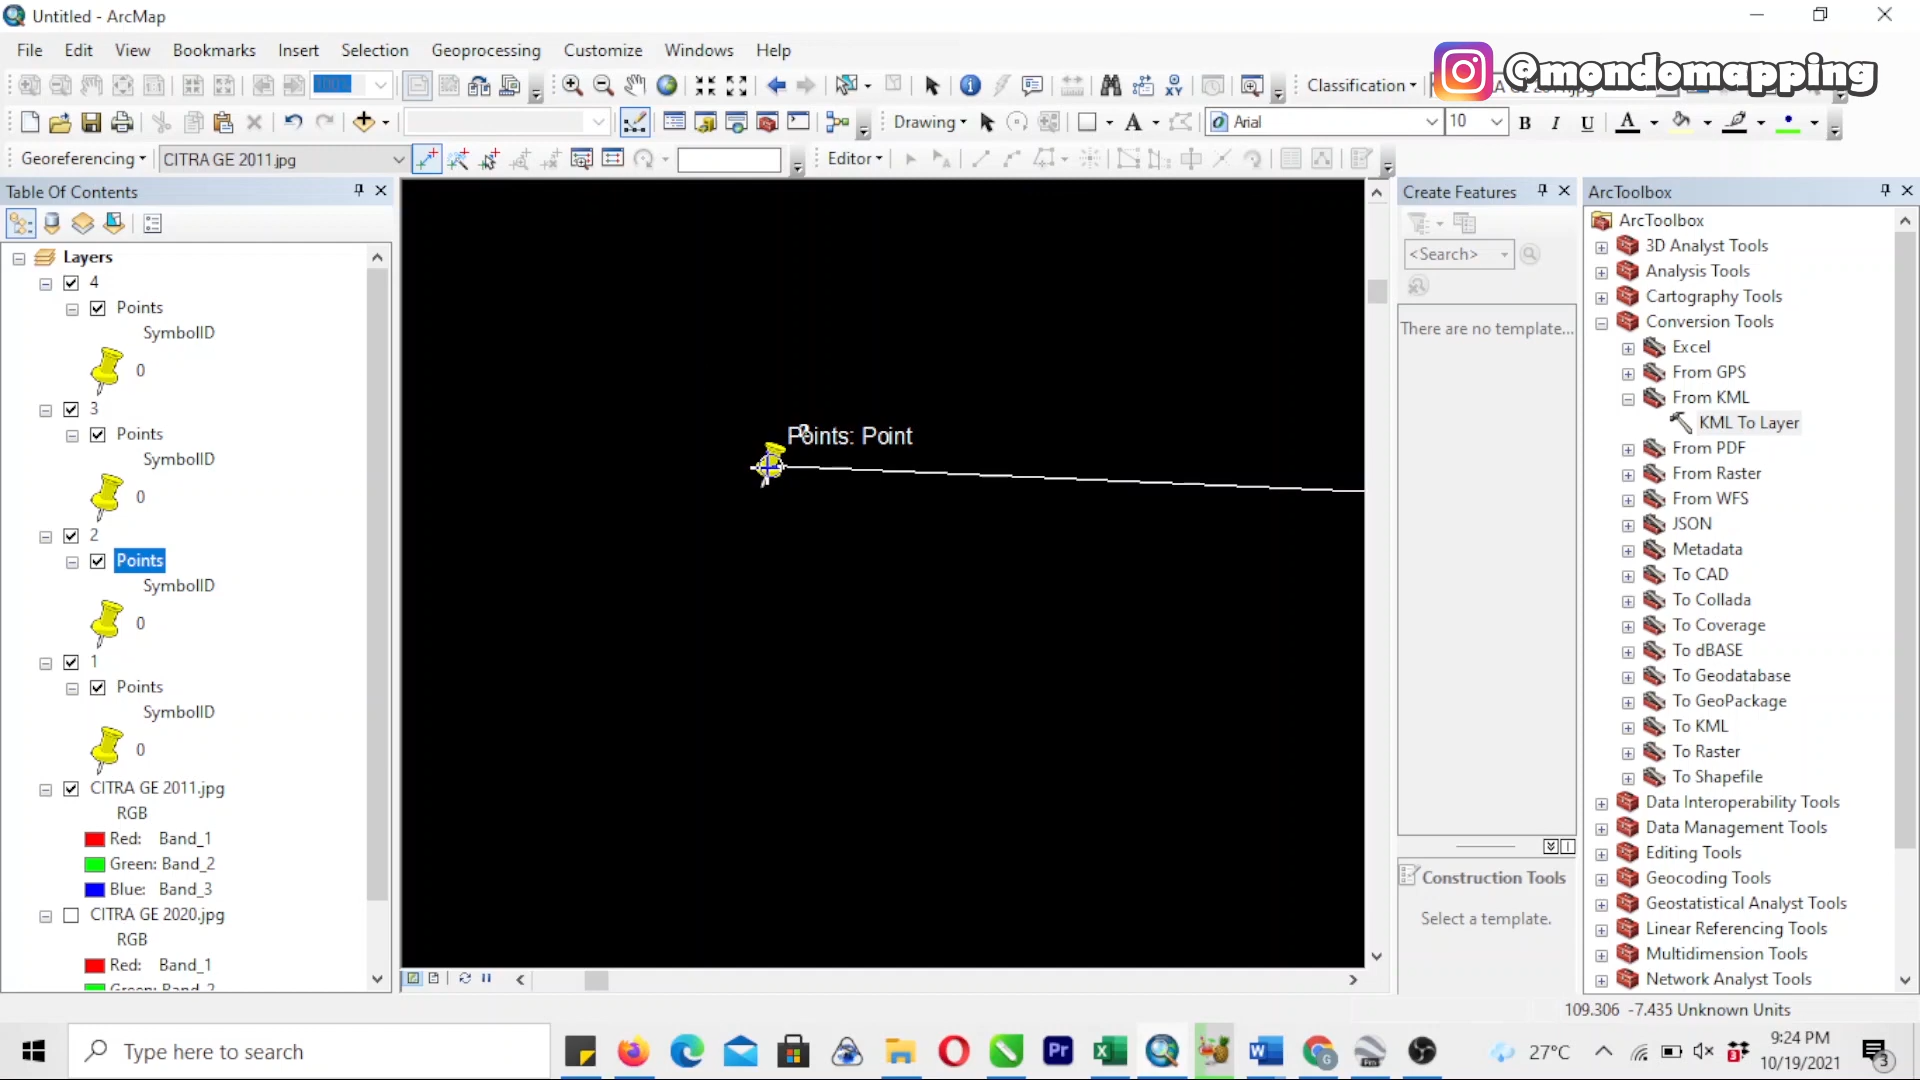 Untitled - ArcMap
File Edit View Bookmarks Insert Selection Geoprocessing Customize Windows Help
@mondomapping
Classification
Drawing Arial 10 B I U A
Georeferencing CITRA GE 2011.jpg Editor
Table Of Contents
Layers
4
Points
SymbolID
0
3
Points
SymbolID
0
2
Points
SymbolID
0
1
Points
SymbolID
0
CITRA GE 2011.jpg
RGB
Red: Band_1
Green: Band_2
Blue: Band_3
CITRA GE 2020.jpg
RGB
Red: Band_1
Green: Band_2
Points: Point
Create Features
<Search>
There are no template...
Construction Tools
Select a template.
ArcToolbox
ArcToolbox
3D Analyst Tools
Analysis Tools
Cartography Tools
Conversion Tools
Excel
From GPS
From KML
KML To Layer
From PDF
From Raster
From WFS
JSON
Metadata
To CAD
To Collada
To Coverage
To dBASE
To Geodatabase
To GeoPackage
To KML
To Raster
To Shapefile
Data Interoperability Tools
Data Management Tools
Editing Tools
Geocoding Tools
Geostatistical Analyst Tools
Linear Referencing Tools
Multidimension Tools
Network Analyst Tools
109.306 -7.435 Unknown Units
Type here to search
27°C
9:24 PM
10/19/2021
3